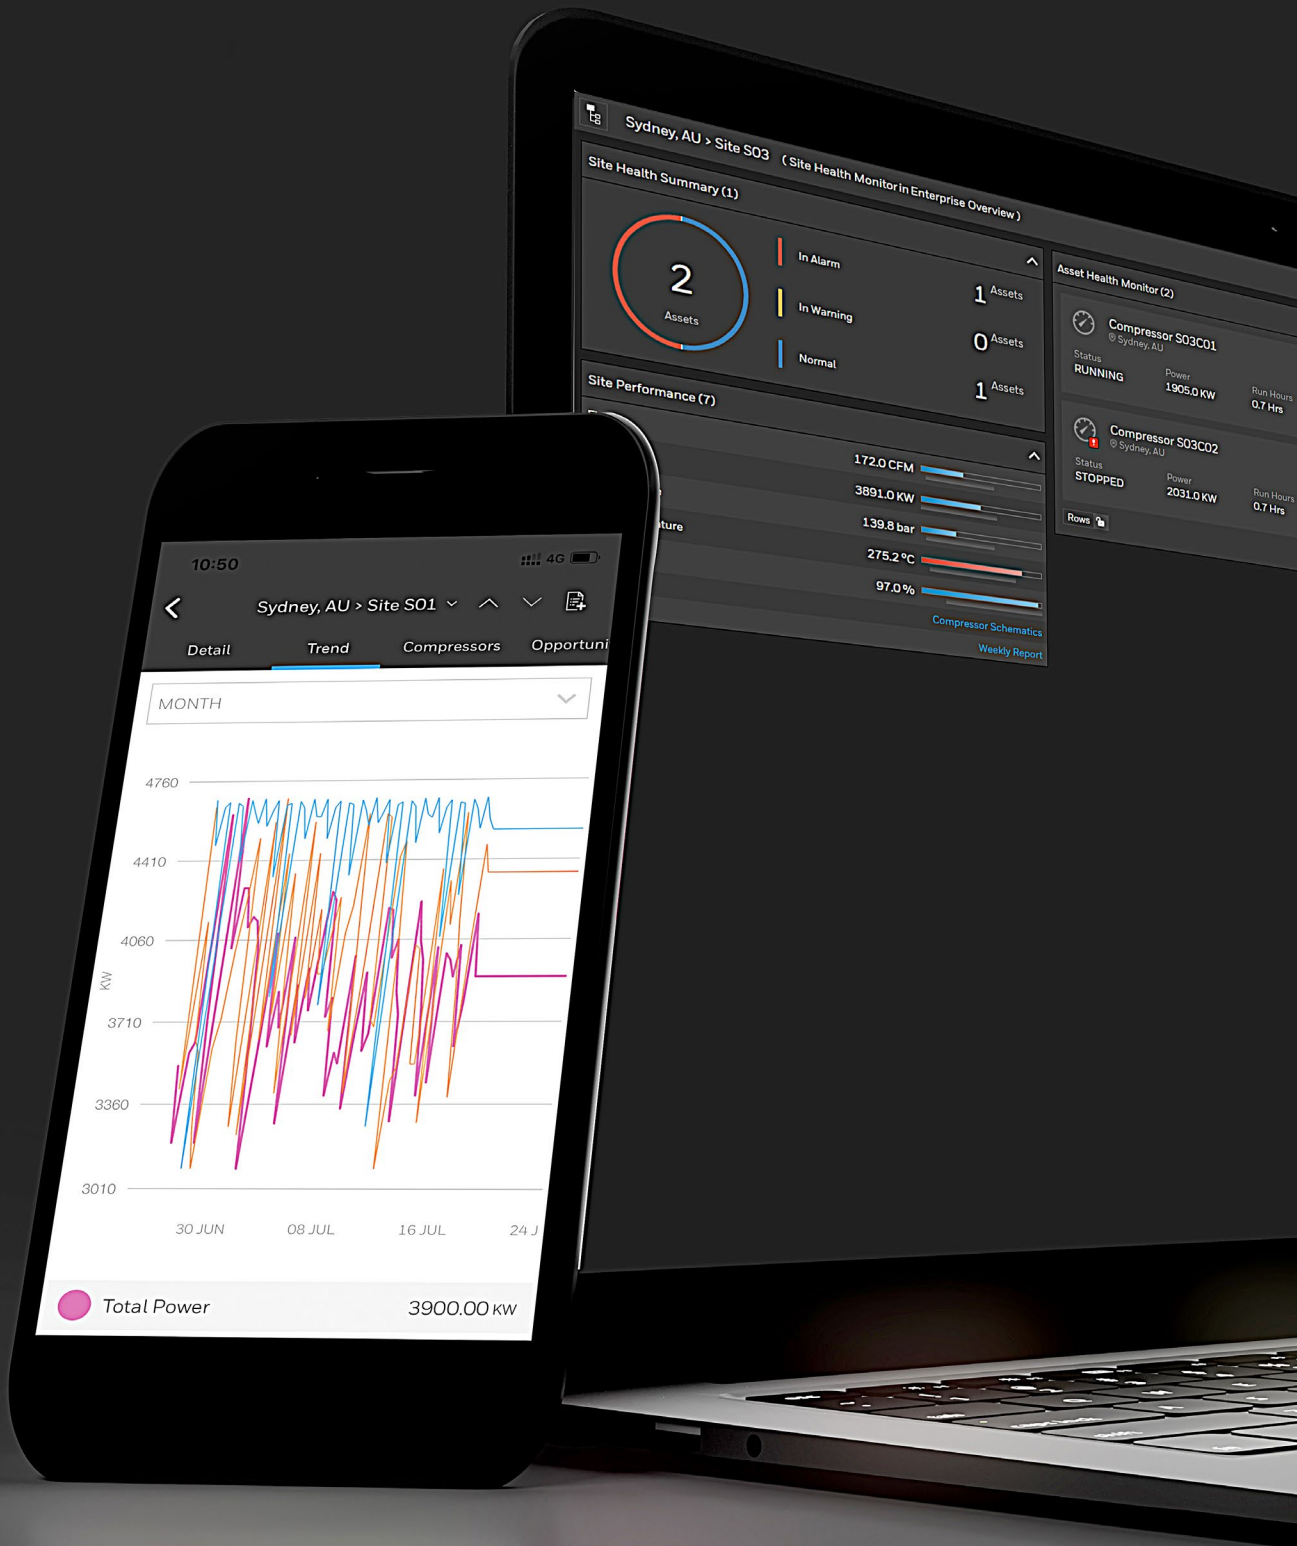 Sydney, AU > Site S03 ( Site Health Monitor in Enterprise Overview )
Site Health Summary (1)
2
Assets
In Alarm
1 Assets
In Warning
0 Assets
Normal
1 Assets
Site Performance (7)
172.0 CFM
3891.0 KW
139.8 bar
ture
275.2 °C
97.0 %
Compressor Schematics
Weekly Report
Asset Health Monitor (2)
Compressor S03C01
Sydney, AU
Status
RUNNING
Power
1905.0 KW
Run Hours
0.7 Hrs
Compressor S03C02
Sydney, AU
Status
STOPPED
Power
2031.0 KW
Run Hours
0.7 Hrs
Rows
10:50
4G
Sydney, AU > Site S01
Detail Trend Compressors Opportuni
MONTH
4760
4410
4060
KW
3710
3360
3010
30 JUN 08 JUL 16 JUL 24 J
Total Power 3900.00 KW